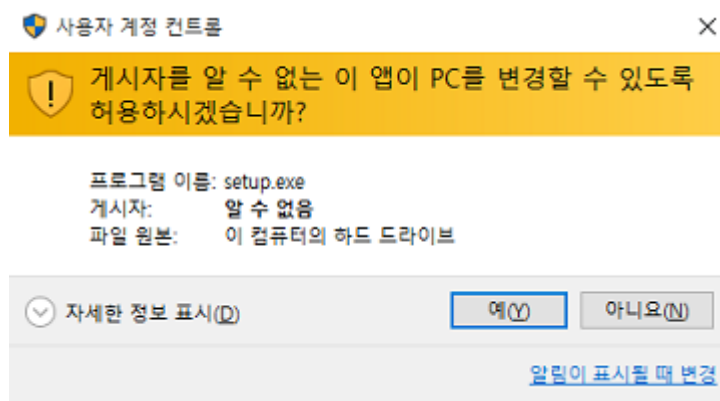 사용자 계정 컨트롤
게시자를 알 수 없는 이 앱이 PC를 변경할 수 있도록
허용하시겠습니까?
프로그램 이름: setup.exe
게시자: 알 수 없음
파일 원본: 이 컴퓨터의 하드 드라이브
자세한 정보 표시(D) 예(Y) 아니요(N)
알림이 표시될 때 변경